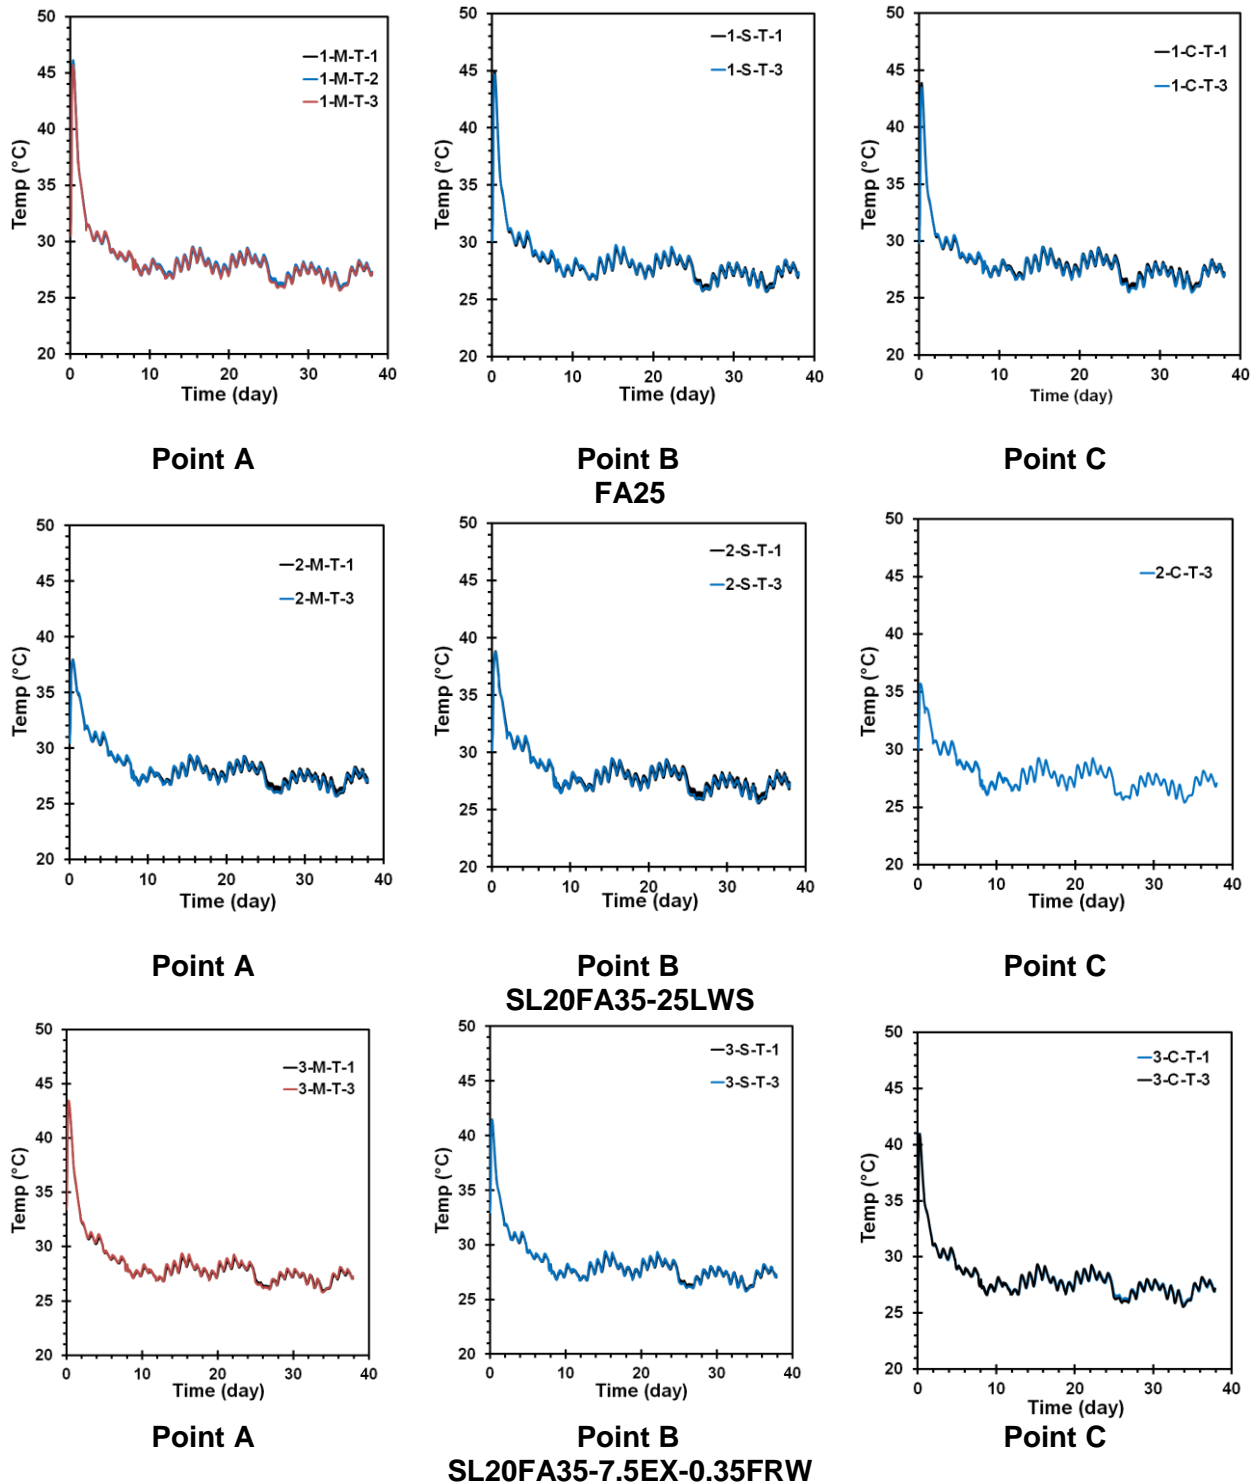 50
45
40
35
30
25
20
Temp (°C)
0 10 20 30 40
Time (day)
1-M-T-1
1-M-T-2
1-M-T-3
Point A
50
45
40
35
30
25
20
Temp (°C)
0 10 20 30 40
Time (day)
1-S-T-1
1-S-T-3
Point B
50
45
40
35
30
25
20
Temp (°C)
0 10 20 30 40
Time (day)
1-C-T-1
1-C-T-3
Point C
FA25
50
45
40
35
30
25
20
Temp (°C)
0 10 20 30 40
Time (day)
2-M-T-1
2-M-T-3
Point A
50
45
40
35
30
25
20
Temp (°C)
0 10 20 30 40
Time (day)
2-S-T-1
2-S-T-3
Point B
50
45
40
35
30
25
20
Temp (°C)
0 10 20 30 40
Time (day)
2-C-T-3
Point C
SL20FA35-25LWS
50
45
40
35
30
25
20
Temp (°C)
0 10 20 30 40
Time (day)
3-M-T-1
3-M-T-3
Point A
50
45
40
35
30
25
20
Temp (°C)
0 10 20 30 40
Time (day)
3-S-T-1
3-S-T-3
Point B
50
45
40
35
30
25
20
Temp (°C)
0 10 20 30 40
Time (day)
3-C-T-1
3-C-T-3
Point C
SL20FA35-7.5EX-0.35FRW